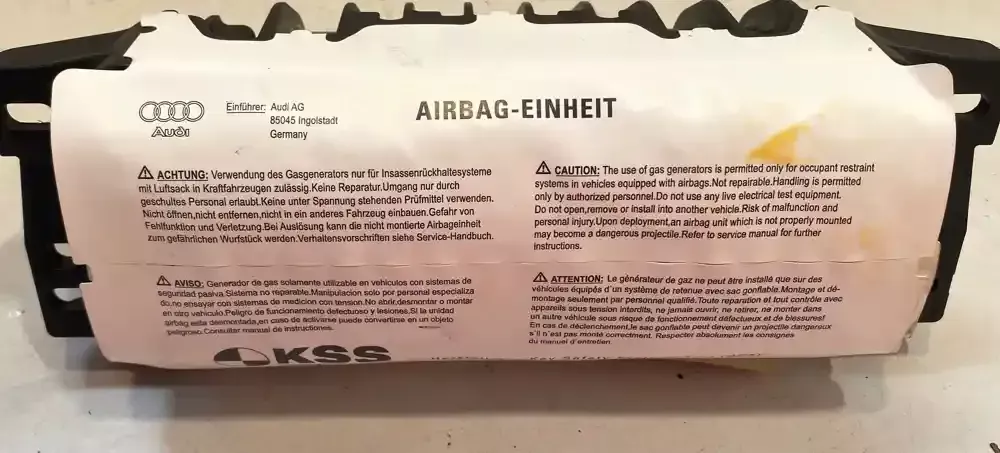 Einführer: Audi AG
85045 Ingolstadt
Germany
Audi
AIRBAG-EINHEIT
ACHTUNG: Verwendung des Gasgenerators nur für Insassenrückhaltesysteme
mit Luftsack in Kraftfahrzeugen zulässig.Keine Reparatur.Umgang nur durch
geschultes Personal erlaubt.Keine unter Spannung stehenden Prüfmittel verwenden.
Nicht öffnen,nicht entfernen,nicht in ein anderes Fahrzeug einbauen.Gefahr von
Fehlfunktion und Verletzung.Bei Auslösung kann die nicht montierte Airbageinheit
zum gefährlichen Wurfstück werden.Verhaltensvorschriften siehe Service-Handbuch.
CAUTION: The use of gas generators is permitted only for occupant restraint
systems in vehicles equipped with airbags.Not repairable.Handling is permitted
only by authorized personnel.Do not use any live electrical test equipment.
Do not open,remove or install into another vehicle.Risk of malfunction and
personal injury.Upon deployment,an airbag unit which is not properly mounted
may become a dangerous projectile.Refer to service manual for further
instructions.
AVISO: Generador de gas solamente utilizable en vehículos con sistemas de
seguridad pasiva.Sistema no reparable.Manipulacion solo por personal especializa
do,no ensayar con sistemas de medicion con tension.No abrir,desmontar o montar
en otro vehiculo.Peligro de funcionamiento defectuoso y lesiones.Si la unidad
airbag esta desmontada,en caso de activarse puede convertirse en un objeto
peligroso. Consulter manual de instructiones.
ATTENTION: Le générateur de gaz ne peut être installé que sur des
véhicules équipés d´un système de retenue avec sac gonflable.Montage et dé-
montage seulement par personnel qualifié.Toute reparation et tout contrôle avec
appareils sous tension interdits, ne jamais ouvrir, ne retirer, ne monter dans
un autre véhicule sous risque de fonctionnement défectueux et de blessures!
En cas de déclenchement,le sac gonflable peut devenir un projectile dangereux
s´il n´est pas monté correctment. Respecter absolument les consignes
du manuel d´entretien.
KSS
Key Safety